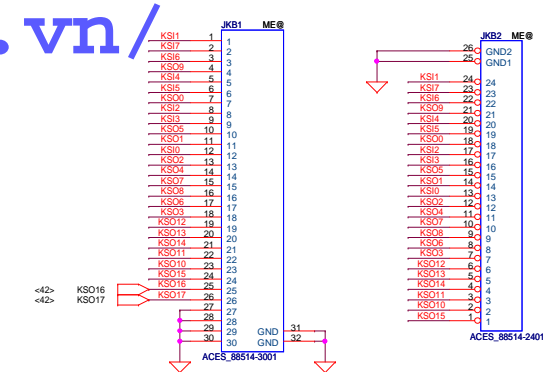 . vn/
JKB1 ME@
KSI1 1 1
KSI7 2 2
KSI6 3 3
KSO9 4 4
KSI4 5 5
KSI5 6 6
KSO0 7 7
KSI2 8 8
KSI3 9 9
KSO5 10 10
KSO1 11 11
KSI0 12 12
KSO2 13 13
KSO4 14 14
KSO7 15 15
KSO8 16 16
KSO6 17 17
KSO3 18 18
KSO12 19 19
KSO13 20 20
KSO14 21 21
KSO11 22 22
KSO10 23 23
KSO15 24 24
<42> KSO16 KSO16 25 25
<42> KSO17 KSO17 26 26
27 27
28 28
29 29 GND 31
30 30 GND 32
ACES_88514-3001
JKB2 ME@
26 GND2
25 GND1
KSI1 24 24
KSI7 23 23
KSI6 22 22
KSO9 21 21
KSI4 20 20
KSI5 19 19
KSO0 18 18
KSI2 17 17
KSI3 16 16
KSO5 15 15
KSO1 14 14
KSI0 13 13
KSO2 12 12
KSO4 11 11
KSO7 10 10
KSO8 9 9
KSO6 8 8
KSO3 7 7
KSO12 6 6
KSO13 5 5
KSO14 4 4
KSO11 3 3
KSO10 2 2
KSO15 1 1
ACES_88514-2401